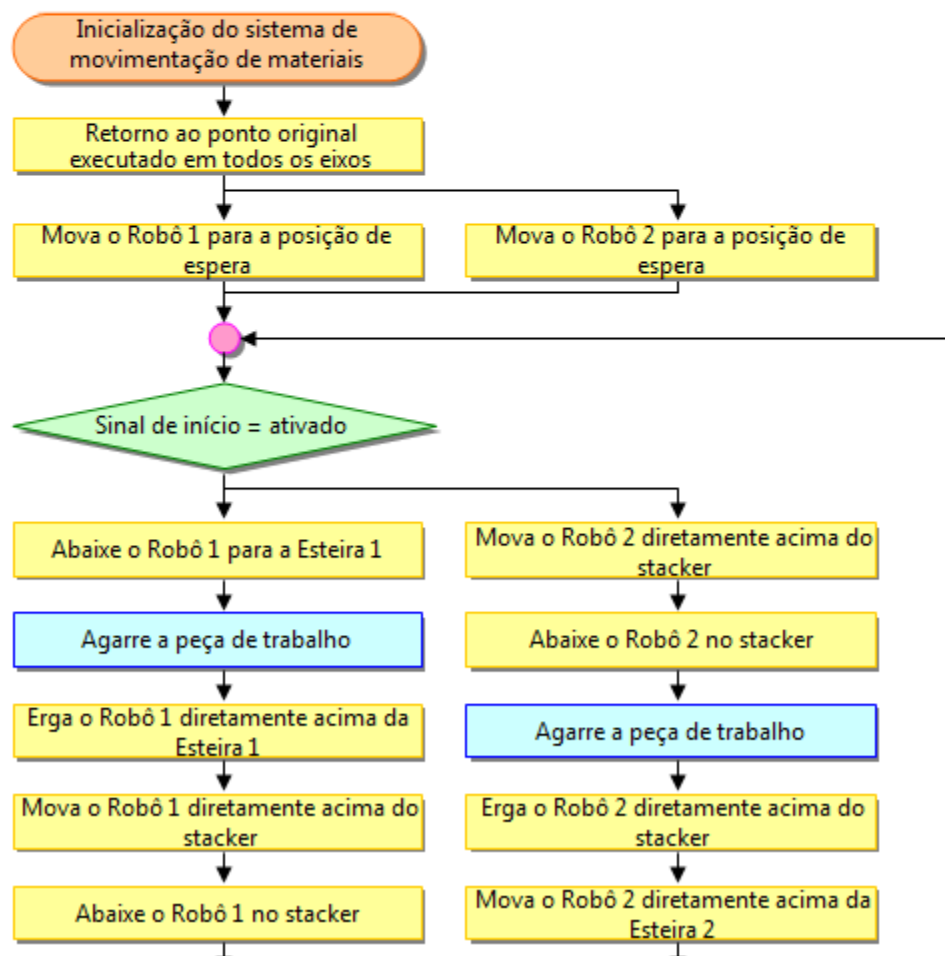 Inicialização do sistema de
movimentação de materiais
Retorno ao ponto original
executado em todos os eixos
Mova o Robô 1 para a posição de
espera
Mova o Robô 2 para a posição de
espera
Sinal de início = ativado
Abaixe o Robô 1 para a Esteira 1
Mova o Robô 2 diretamente acima do
stacker
Agarre a peça de trabalho
Abaixe o Robô 2 no stacker
Erga o Robô 1 diretamente acima da
Esteira 1
Agarre a peça de trabalho
Mova o Robô 1 diretamente acima do
stacker
Erga o Robô 2 diretamente acima do
stacker
Abaixe o Robô 1 no stacker
Mova o Robô 2 diretamente acima da
Esteira 2